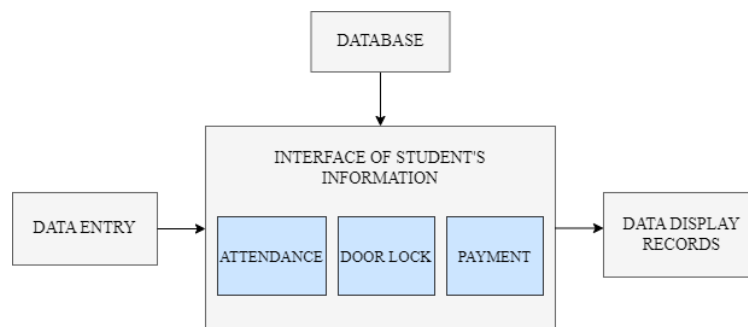 DATABASE
INTERFACE OF STUDENT'S
INFORMATION
DATA ENTRY
ATTENDANCE
DOOR LOCK
PAYMENT
DATA DISPLAY
RECORDS